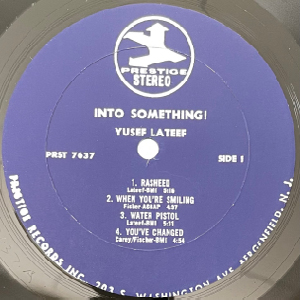 PRESTIGE
STEREO
INTO SOMETHING!
YUSEF LATEEF
PRST 7637
SIDE 1
1. RASHEED
Lateef-BMI 3:10
2. WHEN YOU'RE SMILING
Fisher ASCAP 4:37
3. WATER PISTOL
Lateef-BMI 5:11
4. YOU'VE CHANGED
Carey/Fischer-BMI 4:54
PRESTIGE RECORDS INC. 203 S. WASHINGTON AVE. BERGENFIELD, N. J.